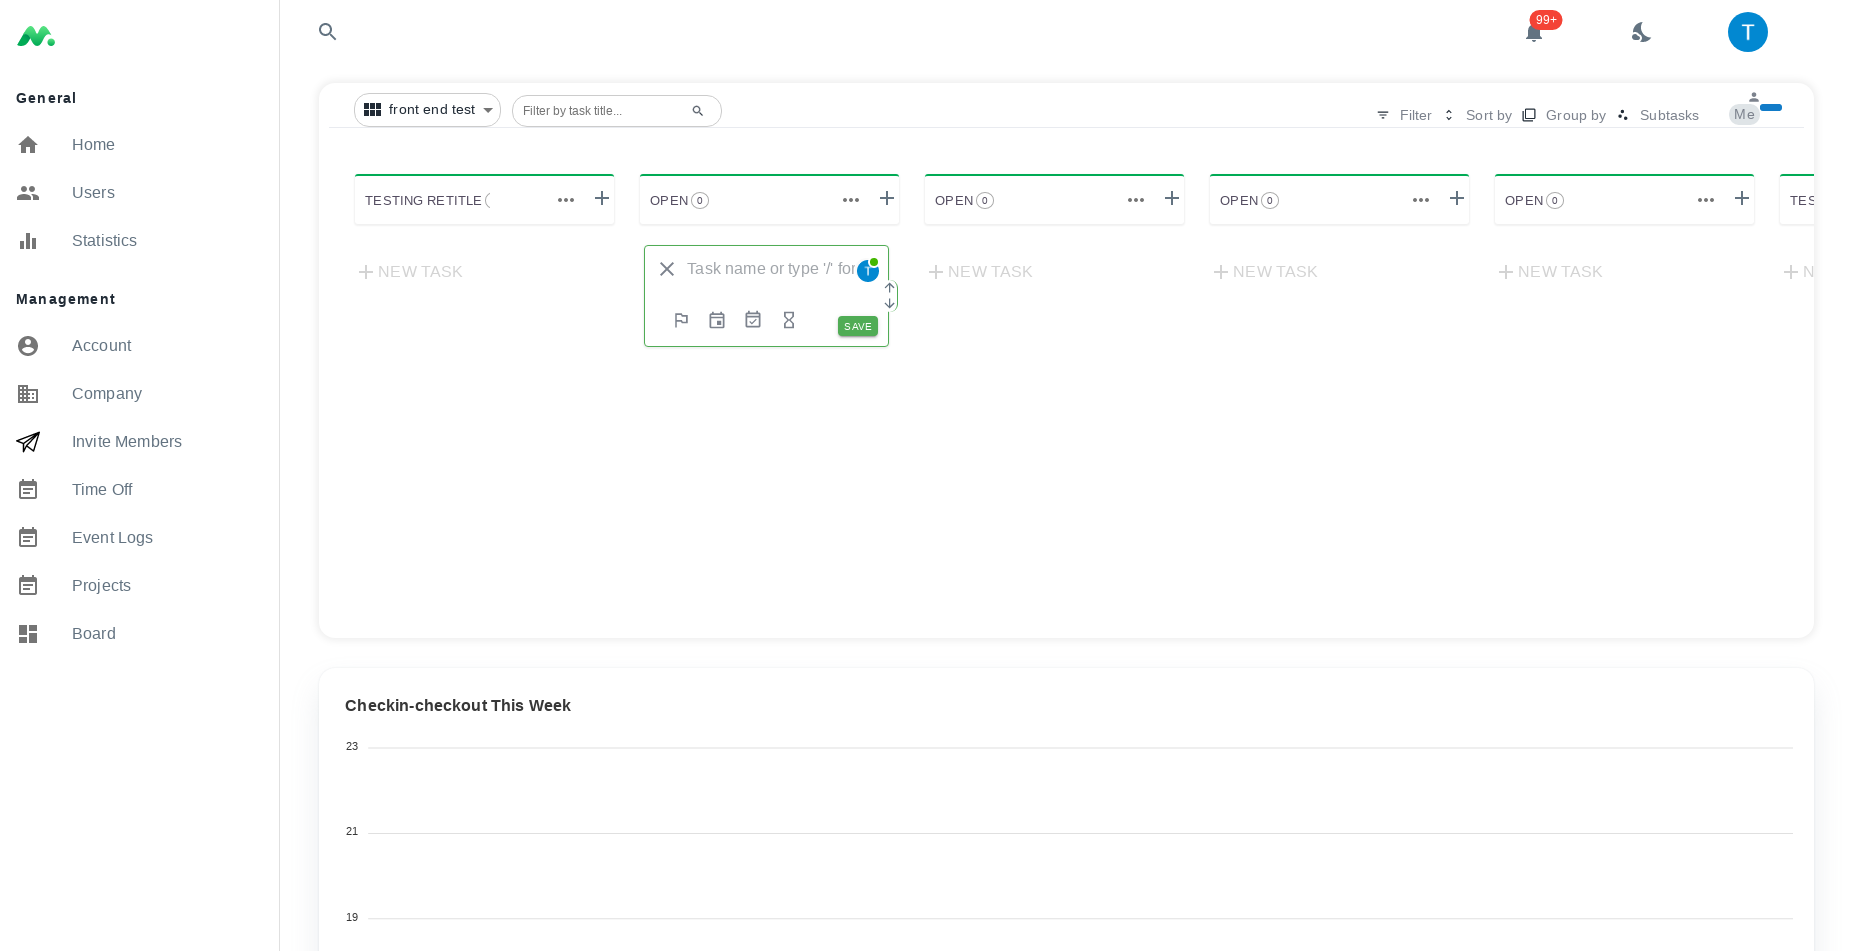 99+
T
General
Home
Users
Statistics
Management
Account
Company
Invite Members
Time Off
Event Logs
Projects
Board
front end test
Filter by task title...
Filter
Sort by
Group by
Subtasks
Me
TESTING RETITLE
OPEN 0
OPEN 0
OPEN 0
OPEN 0
TES
NEW TASK
Task name or type '/' for
T
SAVE
NEW TASK
NEW TASK
NEW TASK
N
Checkin-checkout This Week
23
21
19